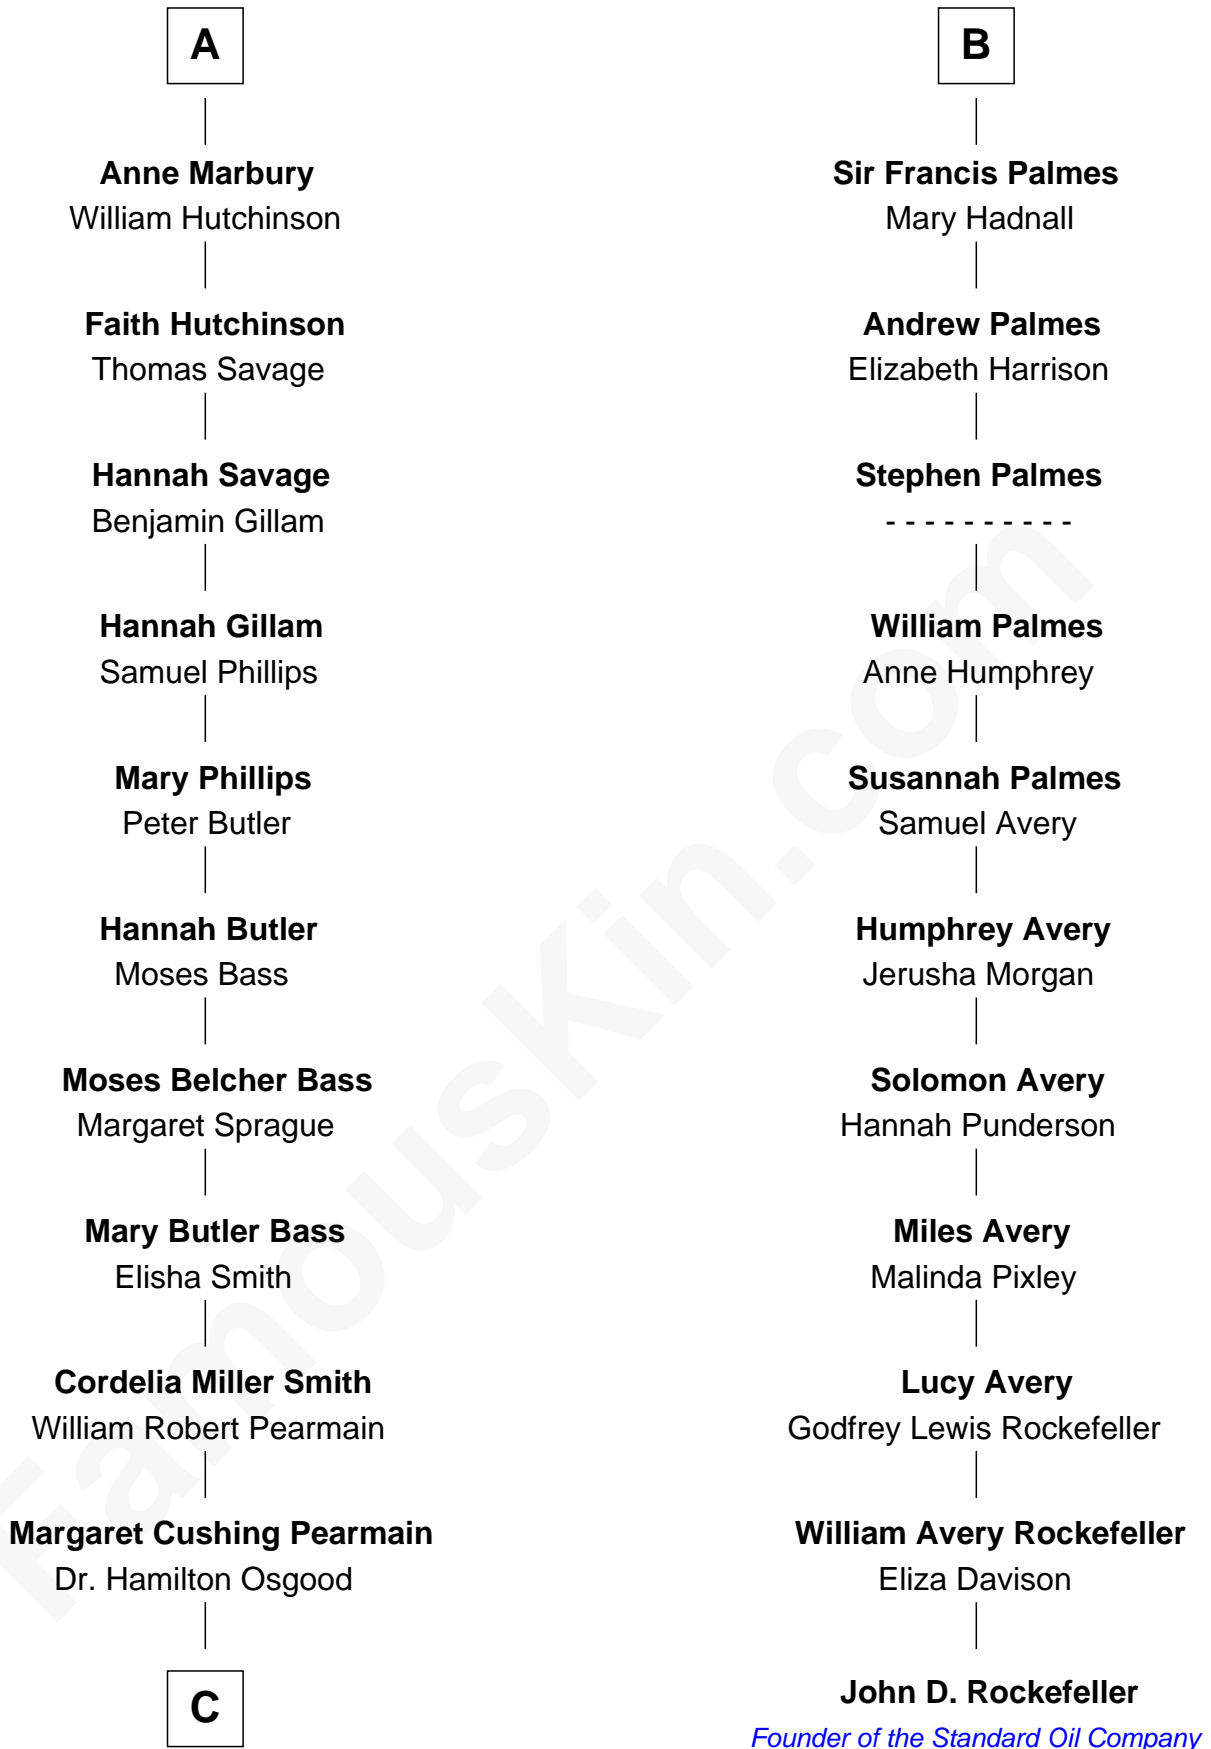 A
Anne Marbury
William Hutchinson
Faith Hutchinson
Thomas Savage
Hannah Savage
Benjamin Gillam
Hannah Gillam
Samuel Phillips
Mary Phillips
Peter Butler
Hannah Butler
Moses Bass
Moses Belcher Bass
Margaret Sprague
Mary Butler Bass
Elisha Smith
Cordelia Miller Smith
William Robert Pearmain
Margaret Cushing Pearmain
Dr. Hamilton Osgood
C
B
Sir Francis Palmes
Mary Hadnall
Andrew Palmes
Elizabeth Harrison
Stephen Palmes
- - - - - - - - - -
William Palmes
Anne Humphrey
Susannah Palmes
Samuel Avery
Humphrey Avery
Jerusha Morgan
Solomon Avery
Hannah Punderson
Miles Avery
Malinda Pixley
Lucy Avery
Godfrey Lewis Rockefeller
William Avery Rockefeller
Eliza Davison
John D. Rockefeller
Founder of the Standard Oil Company
FamousKin.com